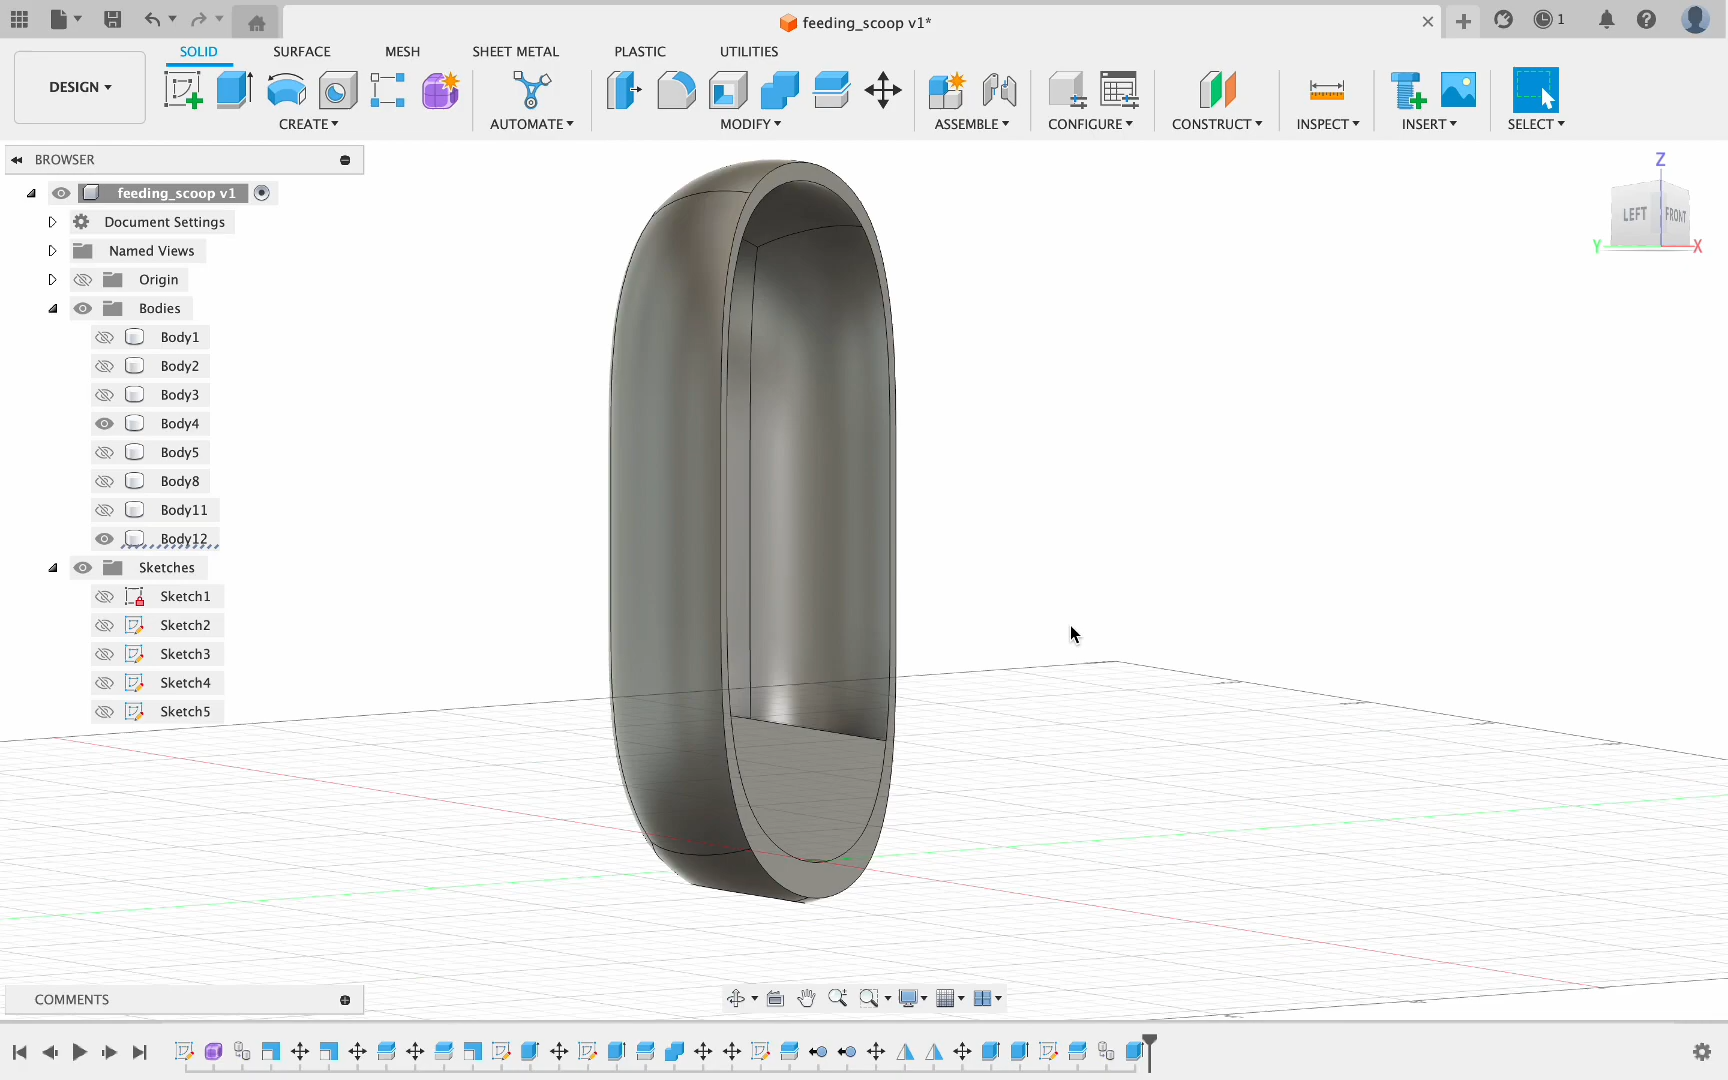 feeding_scoop v1*
1
DESIGN
SOLID
SURFACE
MESH
SHEET METAL
PLASTIC
UTILITIES
CREATE
AUTOMATE
MODIFY
ASSEMBLE
CONFIGURE
CONSTRUCT
INSPECT
INSERT
SELECT
BROWSER
feeding_scoop v1
Document Settings
Named Views
Origin
Bodies
Body1
Body2
Body3
Body4
Body5
Body8
Body11
Body12
Sketches
Sketch1
Sketch2
Sketch3
Sketch4
Sketch5
Z
LEFT
FRONT
Y
X
COMMENTS